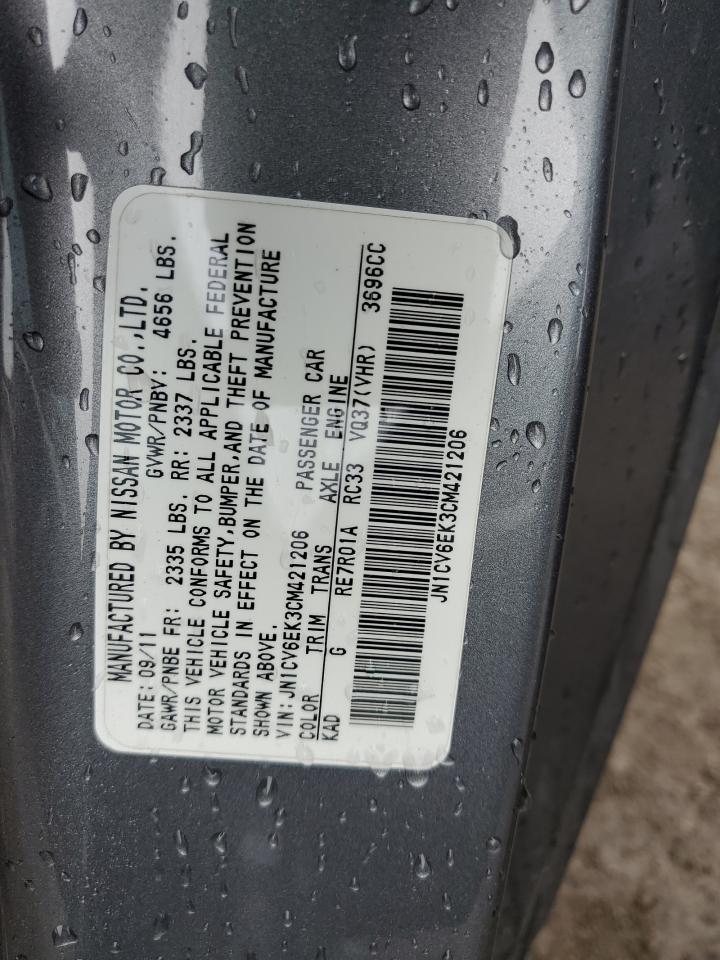 MANUFACTURED BY NISSAN MOTOR CO.,LTD.
DATE: 09/11 GVWR/PNBV: 4656 LBS.
GAWR/PNBE FR: 2335 LBS. RR: 2337 LBS.
THIS VEHICLE CONFORMS TO ALL APPLICABLE FEDERAL
MOTOR VEHICLE SAFETY,BUMPER,AND THEFT PREVENTION
STANDARDS IN EFFECT ON THE DATE OF MANUFACTURE
SHOWN ABOVE.
VIN:JN1CV6EK3CM421206 PASSENGER CAR
COLOR TRIM TRANS AXLE ENGINE
KAD G RE7R01A RC33 VQ37(VHR) 3696CC
JN1CV6EK3CM421206